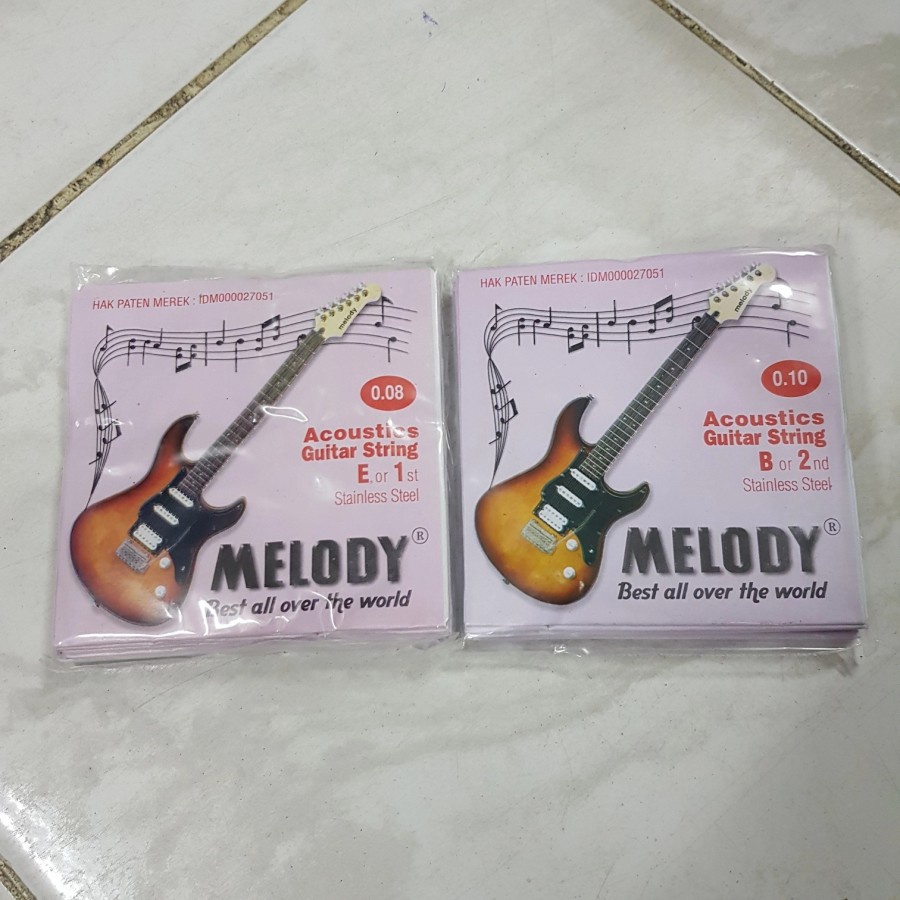 HAK PATEN MEREK : IDM000027051
melody
0.08
Acoustics
Guitar String
E. or 1st
Stainless Steel
MELODY®
Best all over the world
HAK PATEN MEREK : IDM000027051
melody
0.10
Acoustics
Guitar String
B or 2nd
Stainless Steel
MELODY®
Best all over the world